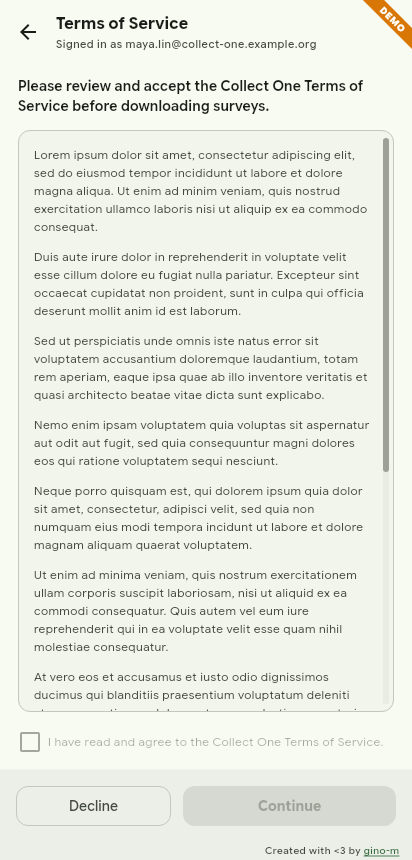 Terms of Service
Signed in as maya.lin@collect-one.example.org
DEMO
Please review and accept the Collect One Terms of
Service before downloading surveys.
Lorem ipsum dolor sit amet, consectetur adipiscing elit,
sed do eiusmod tempor incididunt ut labore et dolore
magna aliqua. Ut enim ad minim veniam, quis nostrud
exercitation ullamco laboris nisi ut aliquip ex ea commodo
consequat.
Duis aute irure dolor in reprehenderit in voluptate velit
esse cillum dolore eu fugiat nulla pariatur. Excepteur sint
occaecat cupidatat non proident, sunt in culpa qui officia
deserunt mollit anim id est laborum.
Sed ut perspiciatis unde omnis iste natus error sit
voluptatem accusantium doloremque laudantium, totam
rem aperiam, eaque ipsa quae ab illo inventore veritatis et
quasi architecto beatae vitae dicta sunt explicabo.
Nemo enim ipsam voluptatem quia voluptas sit aspernatur
aut odit aut fugit, sed quia consequuntur magni dolores
eos qui ratione voluptatem sequi nesciunt.
Neque porro quisquam est, qui dolorem ipsum quia dolor
sit amet, consectetur, adipisci velit, sed quia non
numquam eius modi tempora incidunt ut labore et dolore
magnam aliquam quaerat voluptatem.
Ut enim ad minima veniam, quis nostrum exercitationem
ullam corporis suscipit laboriosam, nisi ut aliquid ex ea
commodi consequatur. Quis autem vel eum iure
reprehenderit qui in ea voluptate velit esse quam nihil
molestiae consequatur.
At vero eos et accusamus et iusto odio dignissimos
ducimus qui blanditiis praesentium voluptatum deleniti
I have read and agree to the Collect One Terms of Service.
Decline
Continue
Created with <3 by gino-m